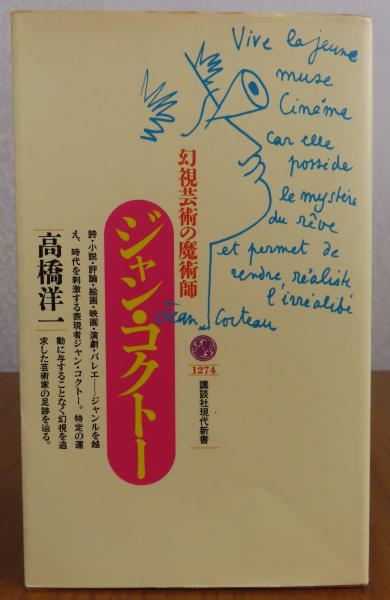 Vive la jeune
muse
Cinéma
car elle
possède
le mystère
du rêve
et permet de
rendre réaliste
l'irréalité
Jean Cocteau
幻視芸術の魔術師
ジャン・コクトー
詩・小説・評論・絵画・映画・演劇・バレエ――ジャンルを越
え、時代を刺激する表現者ジャン・コクトー。特定の運
動に与することなく幻視を追
求した芸術家の足跡を辿る。
高橋洋一
1274
講談社現代新書